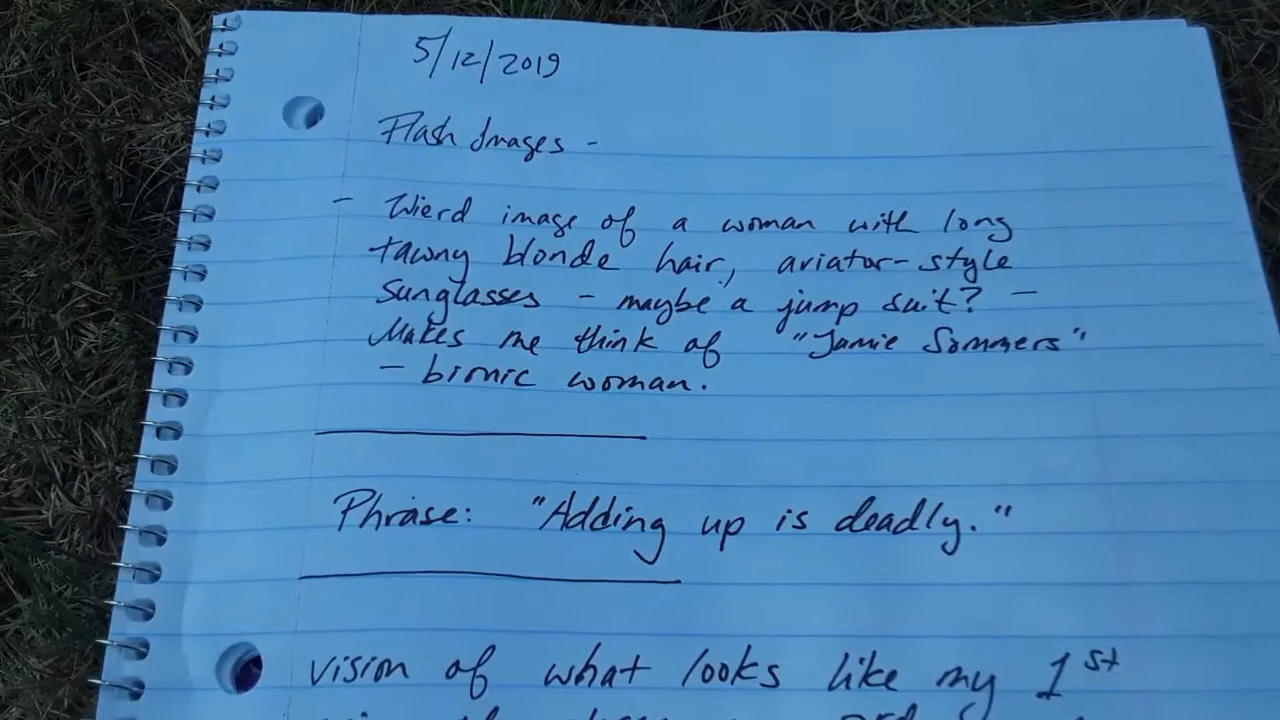 5/12/2019
Flash Images -
- Wierd image of a woman with long
tawny blonde hair, aviator-style
sunglasses - maybe a jump suit? -
Makes me think of "Jamie Sommers"
- bionic woman.
Phrase: "Adding up is deadly."
vision of what looks like my 1st